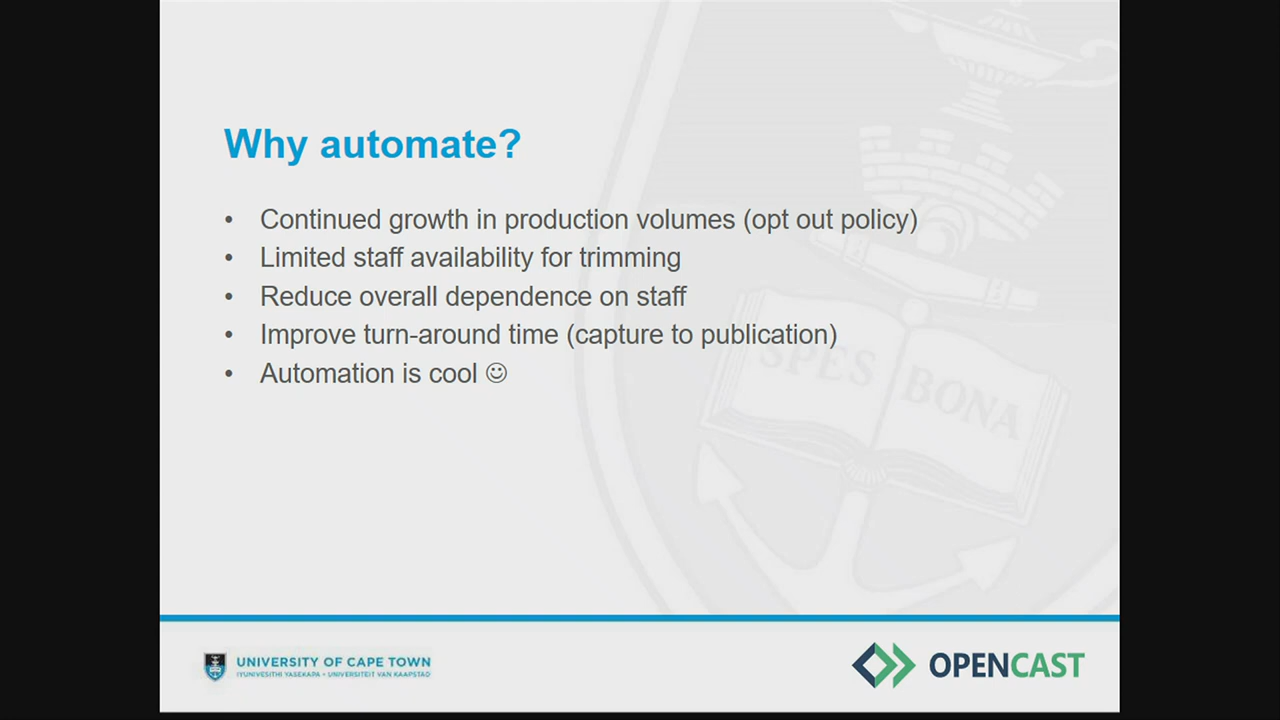 Why automate?
• Continued growth in production volumes (opt out policy)
• Limited staff availability for trimming
• Reduce overall dependence on staff
• Improve turn-around time (capture to publication)
• Automation is cool ☺
SPES BONA
UNIVERSITY OF CAPE TOWN
IYUNIVESITHI YASEKAPA • UNIVERSITEIT VAN KAAPSTAD
OPENCAST